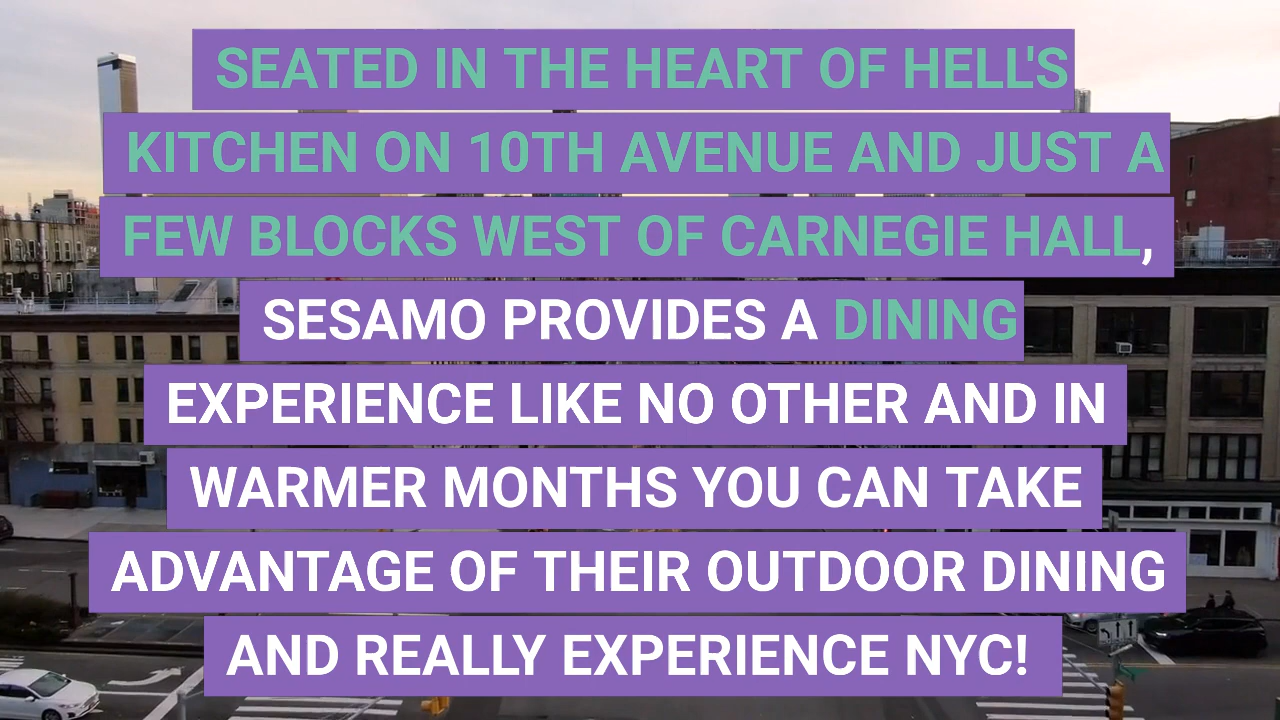 SEATED IN THE HEART OF HELL'S
KITCHEN ON 10TH AVENUE AND JUST A
FEW BLOCKS WEST OF CARNEGIE HALL,
SESAMO PROVIDES A DINING
EXPERIENCE LIKE NO OTHER AND IN
WARMER MONTHS YOU CAN TAKE
ADVANTAGE OF THEIR OUTDOOR DINING
AND REALLY EXPERIENCE NYC!